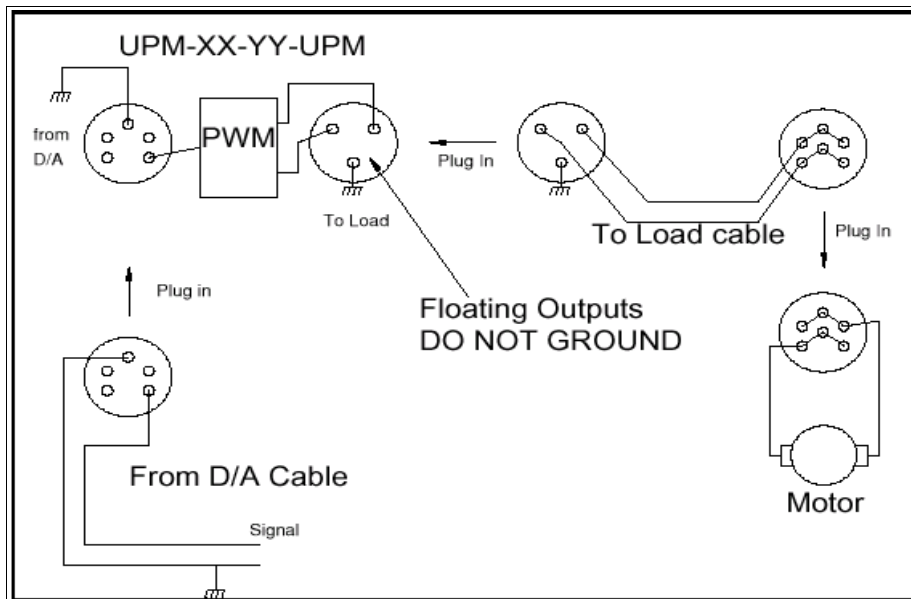 UPM-XX-YY-UPM
from
D/A
PWM
To Load
Plug In
To Load cable
Plug In
Plug in
Floating Outputs
DO NOT GROUND
From D/A Cable
Signal
Motor